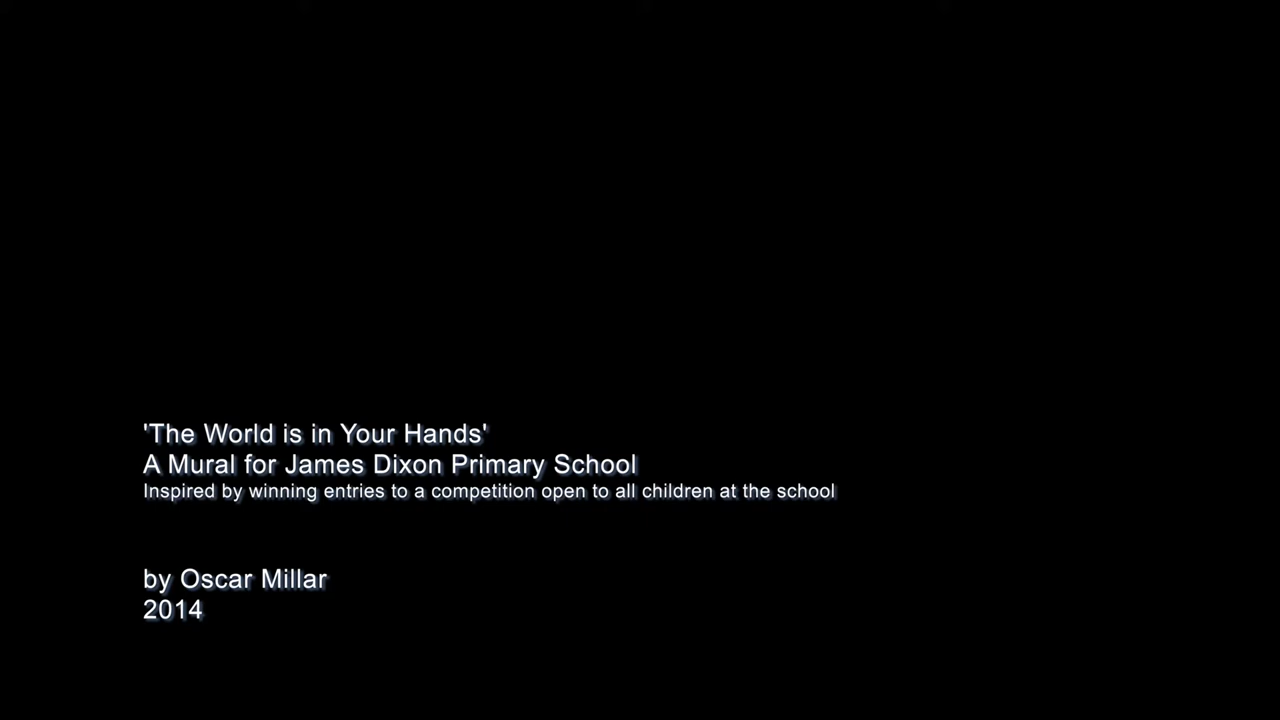 'The World is in Your Hands'
A Mural for James Dixon Primary School
Inspired by winning entries to a competition open to all children at the school
by Oscar Millar
2014